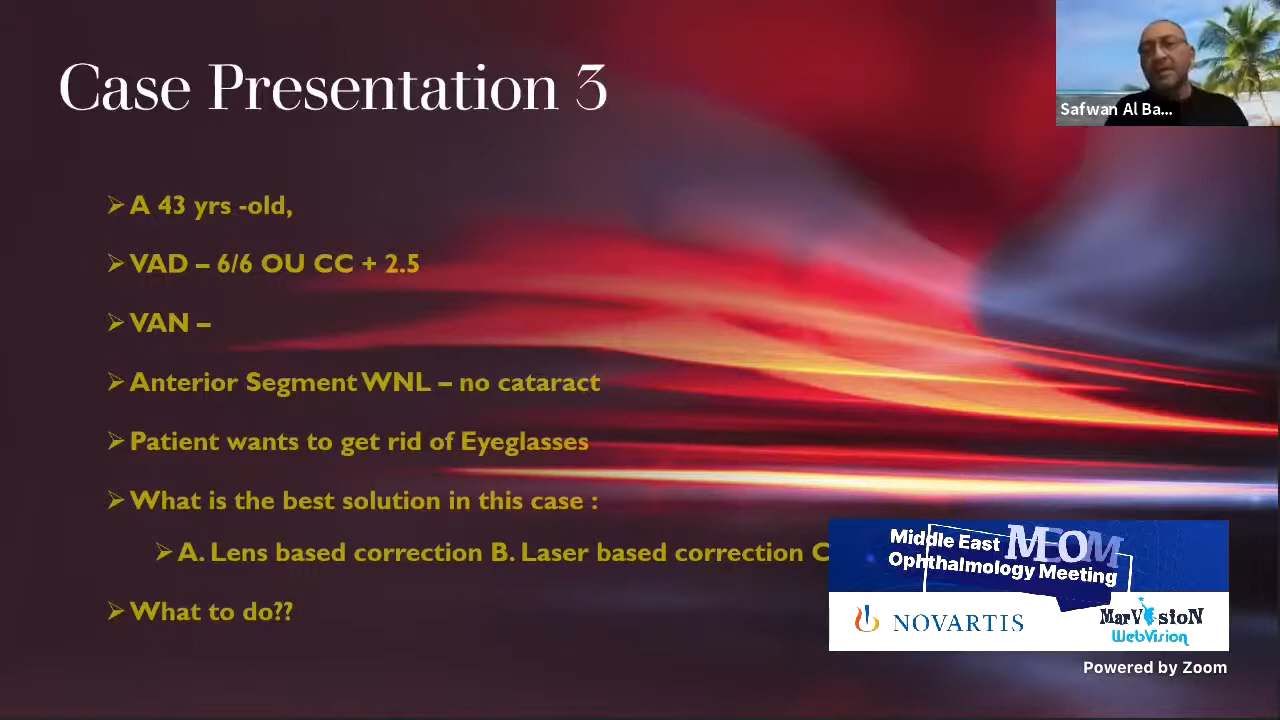 Case Presentation 3
Safwan Al Ba...
A 43 yrs -old,
VAD – 6/6 OU CC + 2.5
VAN –
Anterior Segment WNL – no cataract
Patient wants to get rid of Eyeglasses
What is the best solution in this case :
A. Lens based correction B. Laser based correction C
What to do??
Middle East MEOM
Ophthalmology Meeting
NOVARTIS
MarVision
WebVision
Powered by Zoom